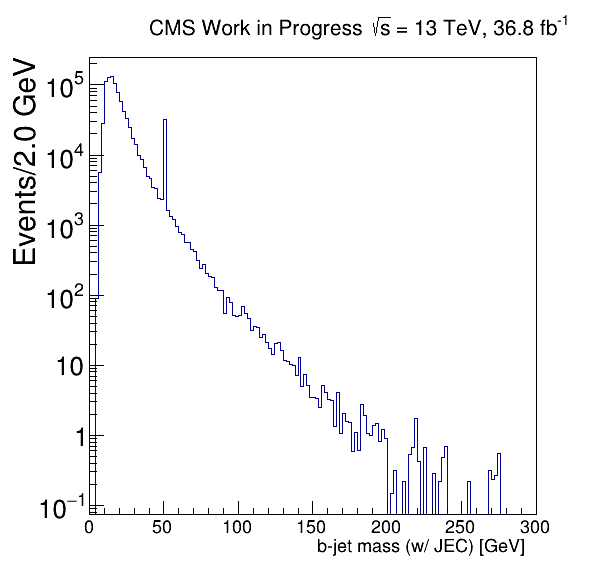 CMS Work in Progress √s = 13 TeV, 36.8 fb⁻¹
Events/2.0 GeV
10⁵
10⁴
10³
10²
10
1
10⁻¹
0 50 100 150 200 250 300
b-jet mass (w/ JEC) [GeV]